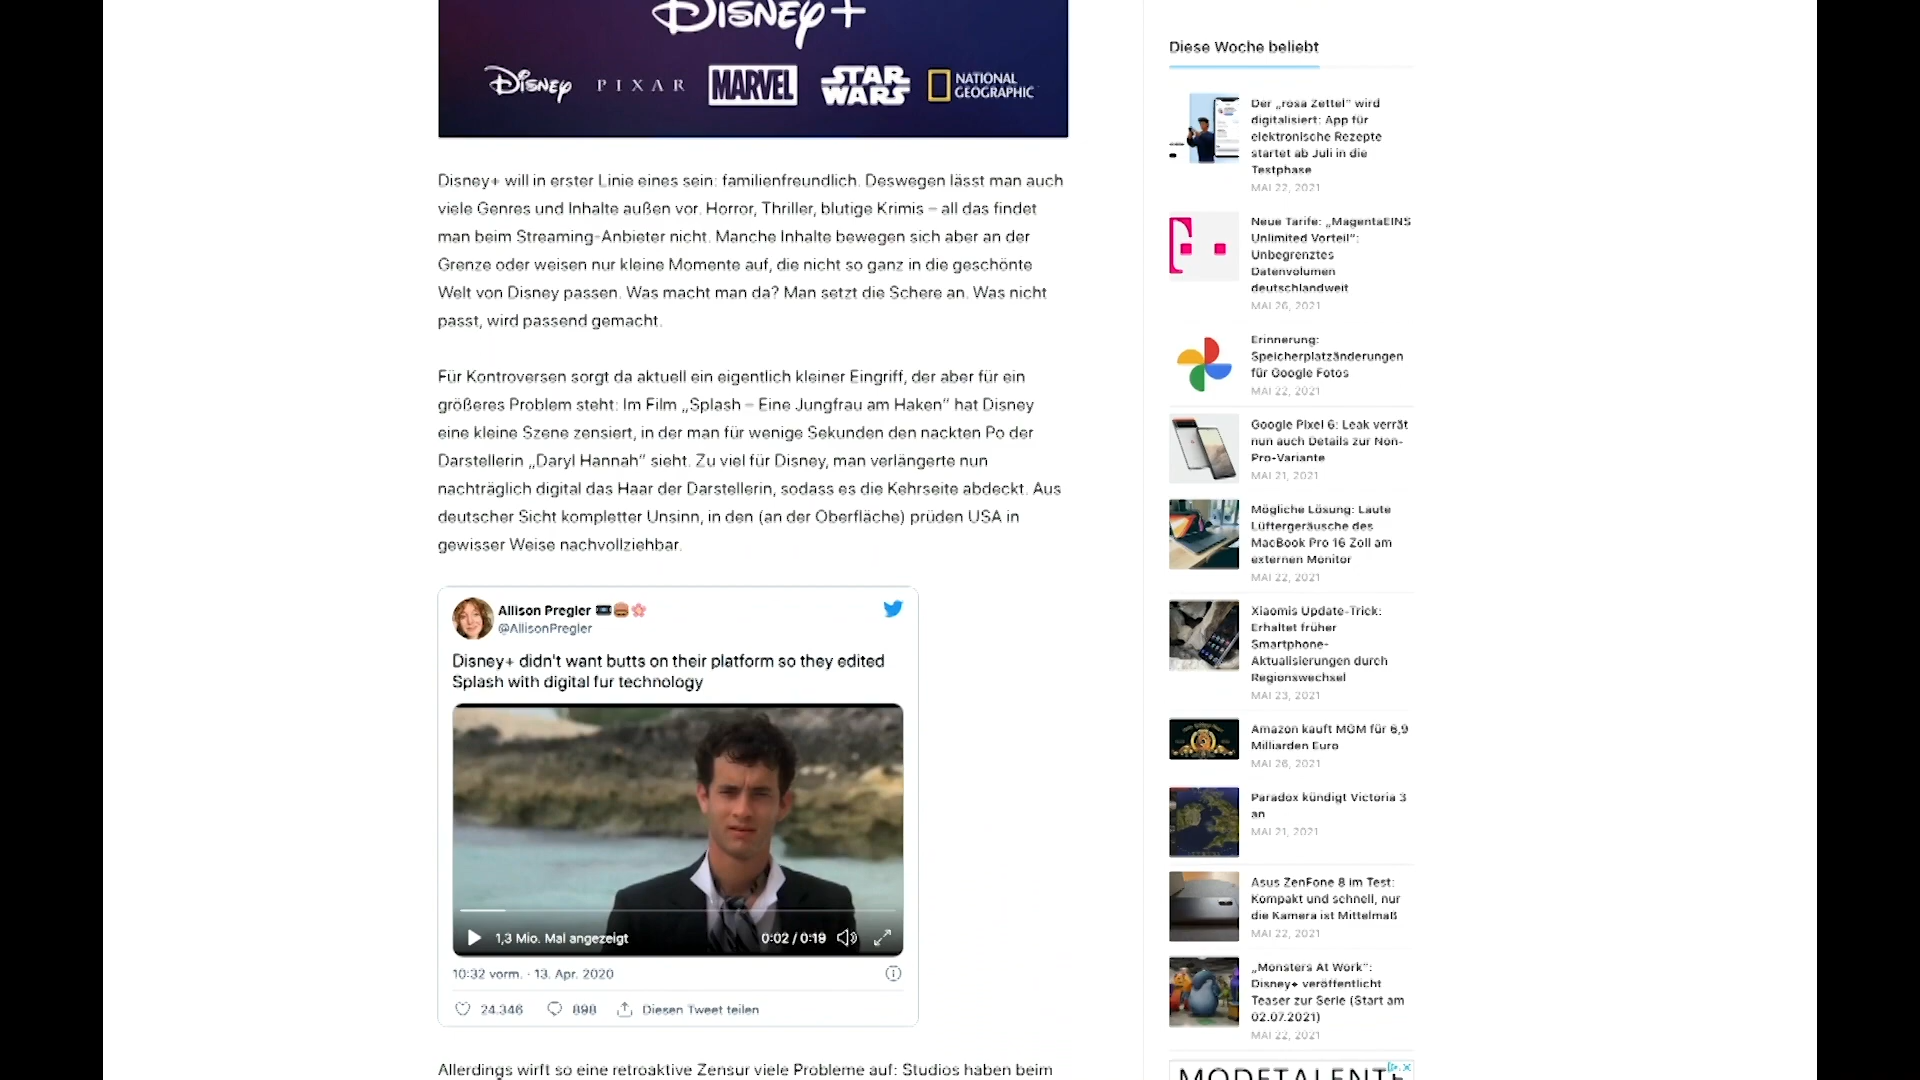 Disney+
Disney PIXAR MARVEL STAR WARS NATIONAL GEOGRAPHIC
Disney+ will in erster Linie eines sein: familienfreundlich. Deswegen lässt man auch
viele Genres und Inhalte außen vor. Horror, Thriller, blutige Krimis – all das findet
man beim Streaming-Anbieter nicht. Manche Inhalte bewegen sich aber an der
Grenze oder weisen nur kleine Momente auf, die nicht so ganz in die geschönte
Welt von Disney passen. Was macht man da? Man setzt die Schere an. Was nicht
passt, wird passend gemacht.
Für Kontroversen sorgt da aktuell ein eigentlich kleiner Eingriff, der aber für ein
größeres Problem steht: Im Film „Splash – Eine Jungfrau am Haken“ hat Disney
eine kleine Szene zensiert, in der man für wenige Sekunden den nackten Po der
Darstellerin „Daryl Hannah“ sieht. Zu viel für Disney, man verlängerte nun
nachträglich digital das Haar der Darstellerin, sodass es die Kehrseite abdeckt. Aus
deutscher Sicht kompletter Unsinn, in den (an der Oberfläche) prüden USA in
gewisser Weise nachvollziehbar.
Allison Pregler
@AllisonPregler
Disney+ didn't want butts on their platform so they edited
Splash with digital fur technology
1,3 Mio. Mal angezeigt 0:02 / 0:19
10:32 vorm. · 13. Apr. 2020
24.346 898 Diesen Tweet teilen
Allerdings wirft so eine retroaktive Zensur viele Probleme auf: Studios haben beim
Diese Woche beliebt
Der „rosa Zettel“ wird
digitalisiert: App für
elektronische Rezepte
startet ab Juli in die
Testphase
MAI 22, 2021
Neue Tarife: „MagentaEINS
Unlimited Vorteil“:
Unbegrenztes
Datenvolumen
deutschlandweit
MAI 26, 2021
Erinnerung:
Speicherplatzänderungen
für Google Fotos
MAI 22, 2021
Google Pixel 6: Leak verrät
nun auch Details zur Non-
Pro-Variante
MAI 21, 2021
Mögliche Lösung: Laute
Lüftergeräusche des
MacBook Pro 16 Zoll am
externen Monitor
MAI 22, 2021
Xiaomis Update-Trick:
Erhaltet früher
Smartphone-
Aktualisierungen durch
Regionswechsel
MAI 23, 2021
Amazon kauft MGM für 6,9
Milliarden Euro
MAI 26, 2021
Paradox kündigt Victoria 3
an
MAI 21, 2021
Asus ZenFone 8 im Test:
Kompakt und schnell, nur
die Kamera ist Mittelmaß
MAI 22, 2021
„Monsters At Work“:
Disney+ veröffentlicht
Teaser zur Serie (Start am
02.07.2021)
MAI 22, 2021
MODETALENTE